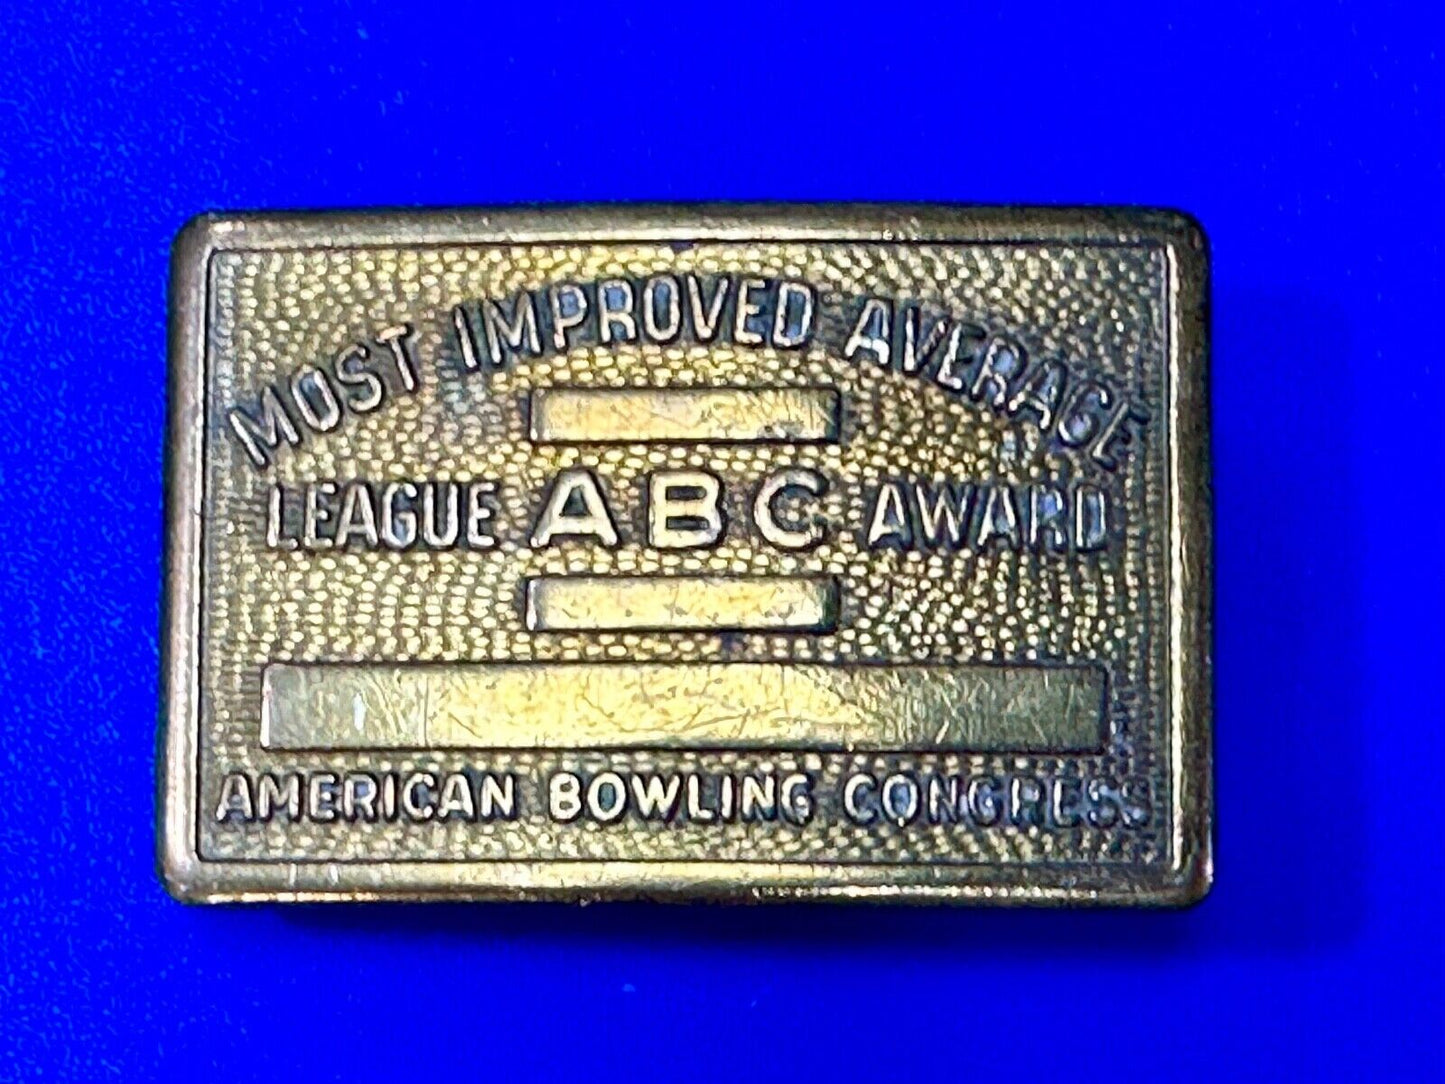 MOST IMPROVED AVERAGE
LEAGUE ABC AWARD
AMERICAN BOWLING CONGRESS